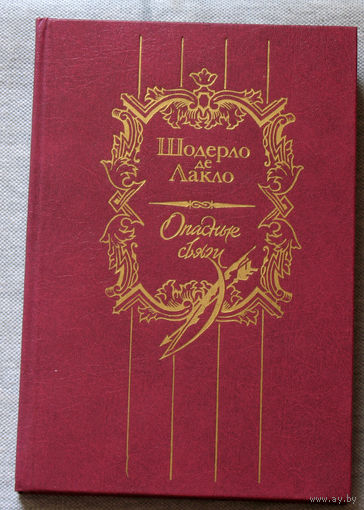 Шодерло
де
Лакло
Опасные
связи
www.ay.by